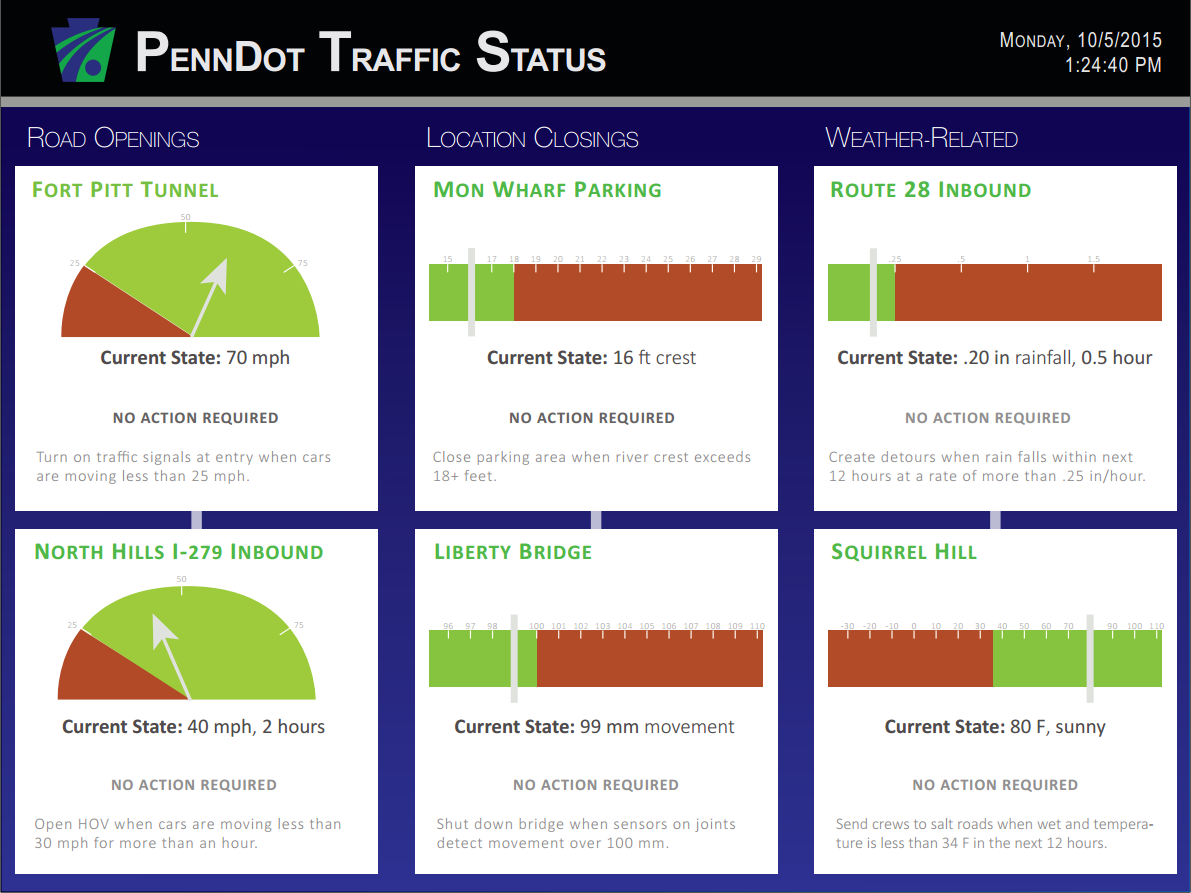 PennDot Traffic Status
Monday, 10/5/2015
1:24:40 PM
Road Openings
Fort Pitt Tunnel
25 50 75
Current State: 70 mph
NO ACTION REQUIRED
Turn on traffic signals at entry when cars
are moving less than 25 mph.
North Hills I-279 Inbound
25 50 75
Current State: 40 mph, 2 hours
NO ACTION REQUIRED
Open HOV when cars are moving less than
30 mph for more than an hour.
Location Closings
Mon Wharf Parking
15 17 18 19 20 21 22 23 24 25 26 27 28 29
Current State: 16 ft crest
NO ACTION REQUIRED
Close parking area when river crest exceeds
18+ feet.
Liberty Bridge
96 97 98 100 101 102 103 104 105 106 107 108 109 110
Current State: 99 mm movement
NO ACTION REQUIRED
Shut down bridge when sensors on joints
detect movement over 100 mm.
Weather-Related
Route 28 Inbound
.25 .5 1 1.5
Current State: .20 in rainfall, 0.5 hour
NO ACTION REQUIRED
Create detours when rain falls within next
12 hours at a rate of more than .25 in/hour.
Squirrel Hill
-30 -20 -10 0 10 20 30 40 50 60 70 90 100 110
Current State: 80 F, sunny
NO ACTION REQUIRED
Send crews to salt roads when wet and tempera-
ture is less than 34 F in the next 12 hours.